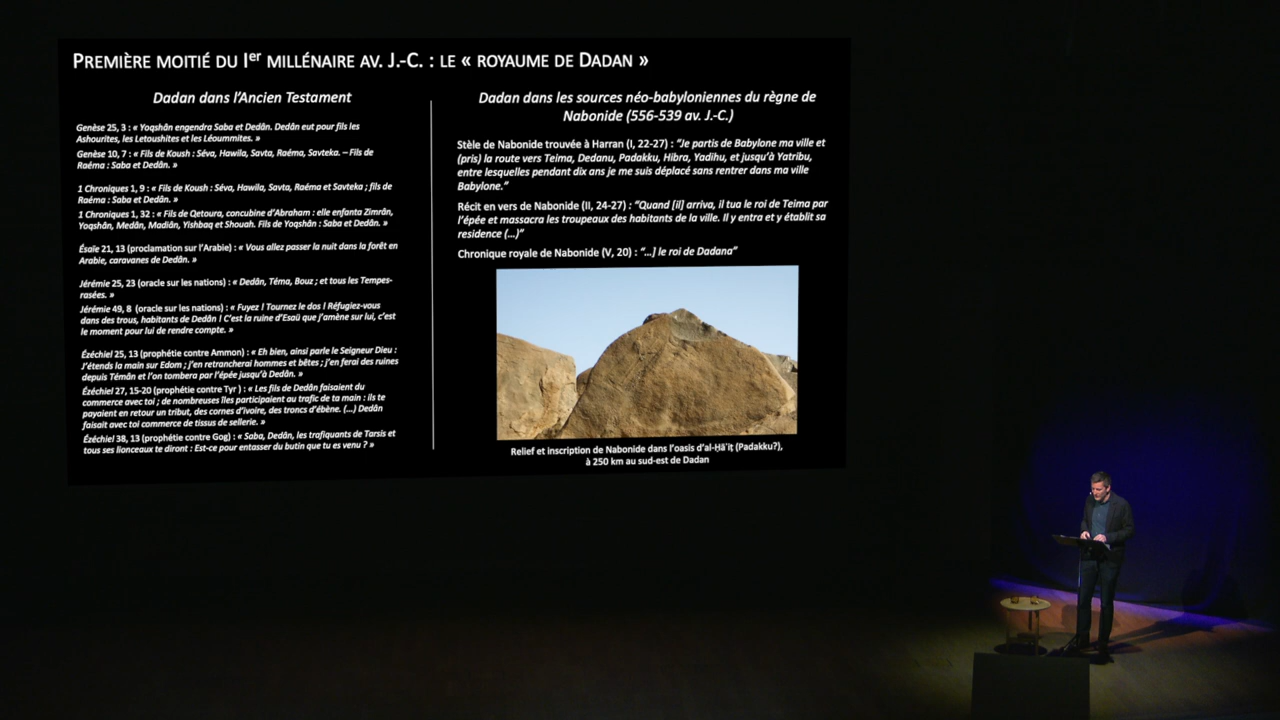 PREMIÈRE MOITIÉ DU Ier MILLÉNAIRE AV. J.-C. : LE « ROYAUME DE DADAN »
Dadan dans l'Ancien Testament
Genèse 25, 3 : « Yoqshân engendra Saba et Dedân. Dedân eut pour fils les
Ashourites, les Letoushites et les Léoummites. »
Genèse 10, 7 : « Fils de Koush : Séva, Hawila, Savta, Raéma, Savteka. – Fils de
Raéma : Saba et Dedân. »
1 Chroniques 1, 9 : « Fils de Koush : Séva, Hawila, Savta, Raéma et Savteka ; fils de
Raéma : Saba et Dedân. »
1 Chroniques 1, 32 : « Fils de Qetoura, concubine d'Abraham : elle enfanta Zimrân,
Yoqshân, Medân, Madiân, Yishbaq et Shouah. Fils de Yoqshân : Saba et Dedân. »
Ésaïe 21, 13 (proclamation sur l'Arabie) : « Vous allez passer la nuit dans la forêt en
Arabie, caravanes de Dedân. »
Jérémie 25, 23 (oracle sur les nations) : « Dedân, Téma, Bouz ; et tous les Tempes-
rasées. »
Jérémie 49, 8 (oracle sur les nations) : « Fuyez ! Tournez le dos ! Réfugiez-vous
dans des trous, habitants de Dedân ! C'est la ruine d'Esaü que j'amène sur lui, c'est
le moment pour lui de rendre compte. »
Ézéchiel 25, 13 (prophétie contre Ammon) : « Eh bien, ainsi parle le Seigneur Dieu :
J'étends la main sur Edom ; j'en retrancherai hommes et bêtes ; j'en ferai des ruines
depuis Témân et l'on tombera par l'épée jusqu'à Dedân. »
Ézéchiel 27, 15-20 (prophétie contre Tyr ) : « Les fils de Dedân faisaient du
commerce avec toi ; de nombreuses îles participaient au trafic de ta main : ils te
payaient en retour un tribut, des cornes d'ivoire, des troncs d'ébène. (...) Dedân
faisait avec toi commerce de tissus de sellerie. »
Ézéchiel 38, 13 (prophétie contre Gog) : « Saba, Dedân, les trafiquants de Tarsis et
tous ses lionceaux te diront : Est-ce pour entasser du butin que tu es venu ? »
Dadan dans les sources néo-babyloniennes du règne de
Nabonide (556-539 av. J.-C.)
Stèle de Nabonide trouvée à Harran (I, 22-27) : "Je partis de Babylone ma ville et
(pris) la route vers Teima, Dedanu, Padakku, Hibra, Yadihu, et jusqu'à Yatribu,
entre lesquelles pendant dix ans je me suis déplacé sans rentrer dans ma ville
Babylone."
Récit en vers de Nabonide (II, 24-27) : "Quand [il] arriva, il tua le roi de Teima par
l'épée et massacra les troupeaux des habitants de la ville. Il y entra et y établit sa
residence (...)"
Chronique royale de Nabonide (V, 20) : "...] le roi de Dadana"
Relief et inscription de Nabonide dans l'oasis d'al-Ḥāʾiṭ (Padakku?),
à 250 km au sud-est de Dadan